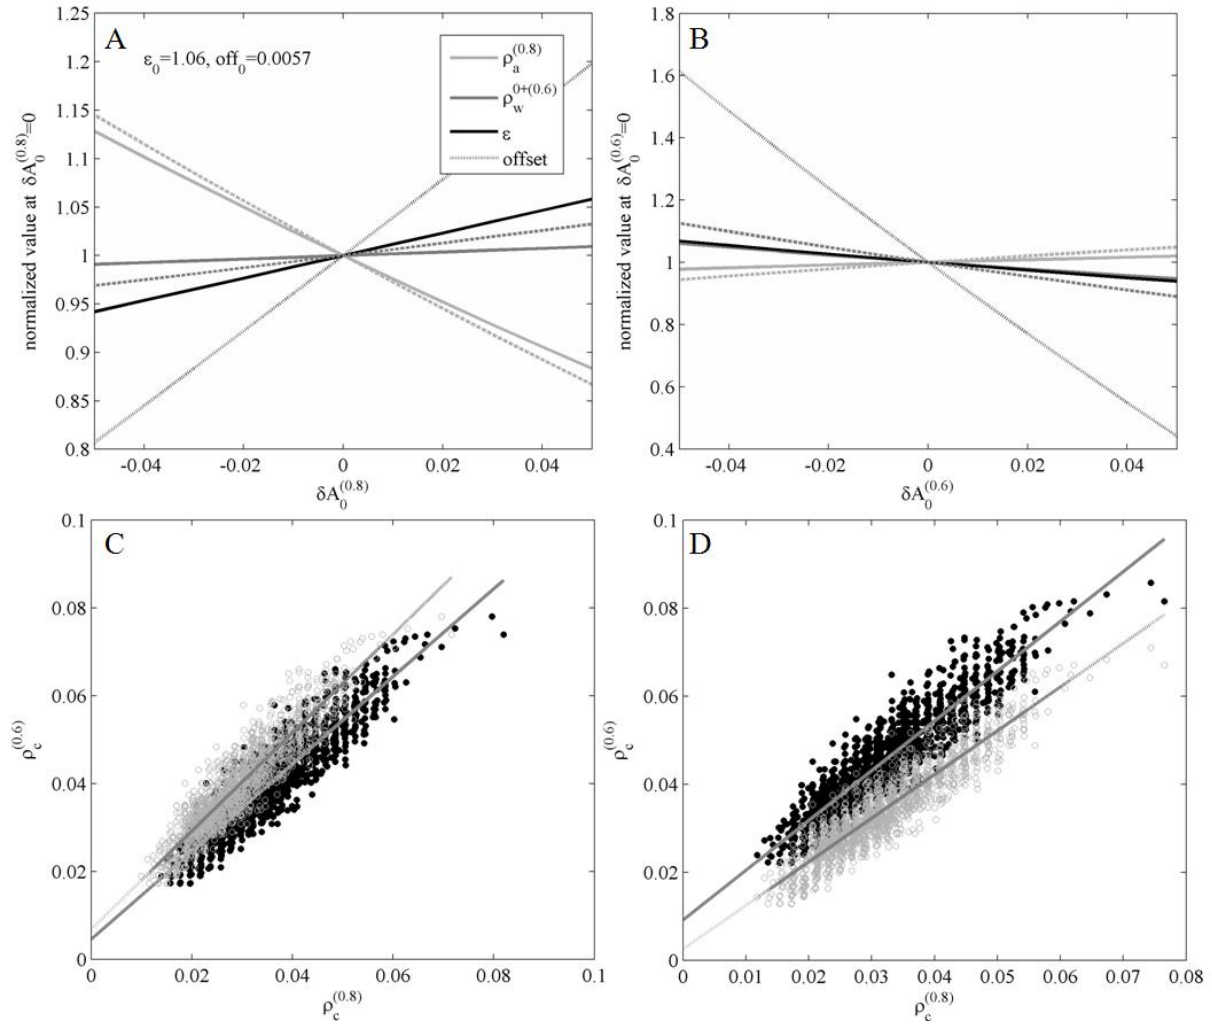 A
ε₀=1.06, off₀=0.0057
ρₐ^(0.8)
ρ_w^0+(0.6)
ε
offset
1.25
1.2
1.15
1.1
1.05
1
0.95
0.9
0.85
0.8
normalized value at δA₀^(0.8)=0
-0.04 -0.02 0 0.02 0.04
δA₀^(0.8)
B
1.8
1.6
1.4
1.2
1
0.8
0.6
0.4
normalized value at δA₀^(0.6)=0
-0.04 -0.02 0 0.02 0.04
δA₀^(0.6)
C
0.1
0.08
0.06
0.04
0.02
0
ρ_c^(0.6)
0 0.02 0.04 0.06 0.08 0.1
ρ_c^(0.8)
D
0.1
0.08
0.06
0.04
0.02
0
ρ_c^(0.6)
0 0.01 0.02 0.03 0.04 0.05 0.06 0.07 0.08
ρ_c^(0.8)